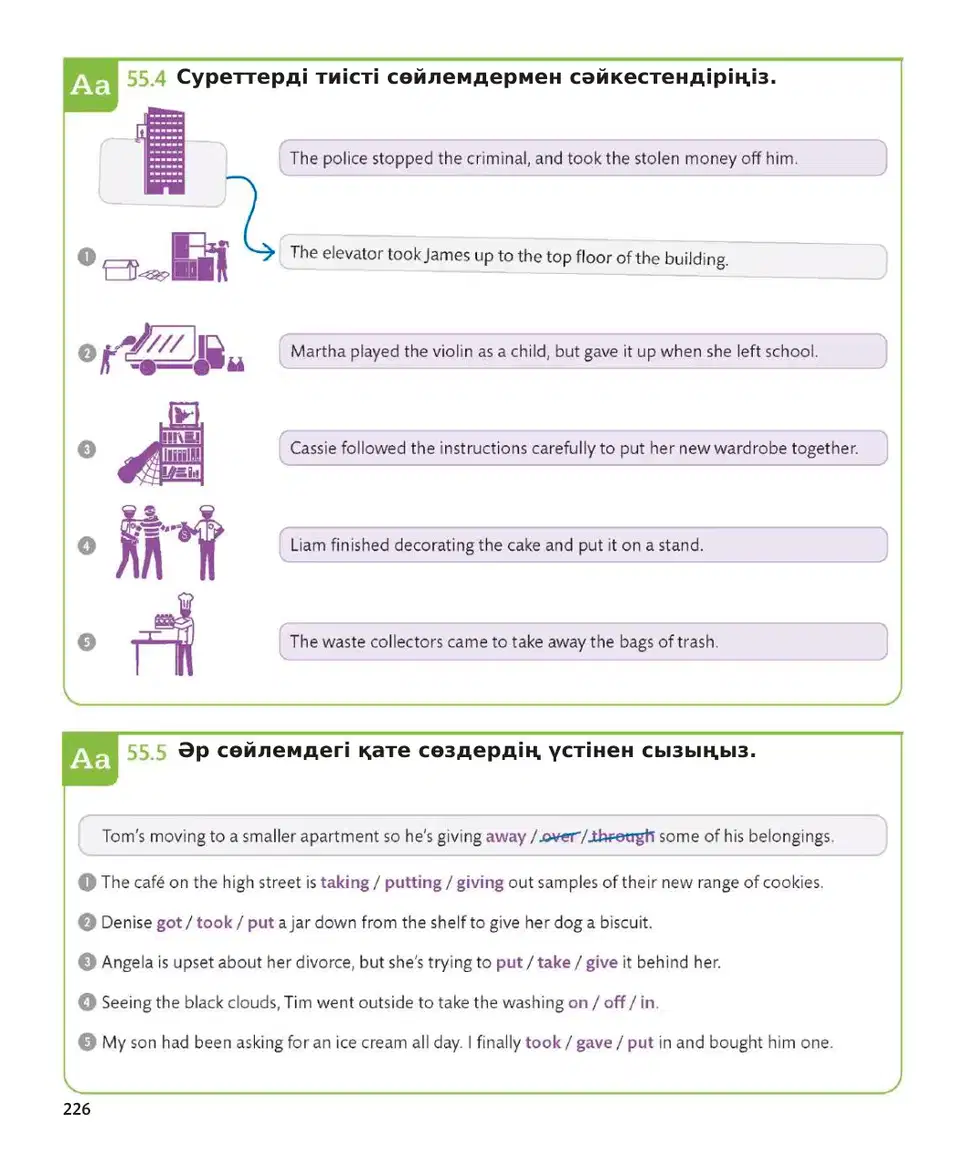 Aa 55.4 Суреттерді тиісті сөйлемдермен сәйкестендіріңіз.
The police stopped the criminal, and took the stolen money off him.
1
The elevator took James up to the top floor of the building.
2
Martha played the violin as a child, but gave it up when she left school.
3
Cassie followed the instructions carefully to put her new wardrobe together.
4
Liam finished decorating the cake and put it on a stand.
5
The waste collectors came to take away the bags of trash.
Aa 55.5 Әр сөйлемдегі қате сөздердің үстінен сызыңыз.
Tom's moving to a smaller apartment so he's giving away / over / through some of his belongings.
1 The café on the high street is taking / putting / giving out samples of their new range of cookies.
2 Denise got / took / put a jar down from the shelf to give her dog a biscuit.
3 Angela is upset about her divorce, but she's trying to put / take / give it behind her.
4 Seeing the black clouds, Tim went outside to take the washing on / off / in.
5 My son had been asking for an ice cream all day. I finally took / gave / put in and bought him one.
226